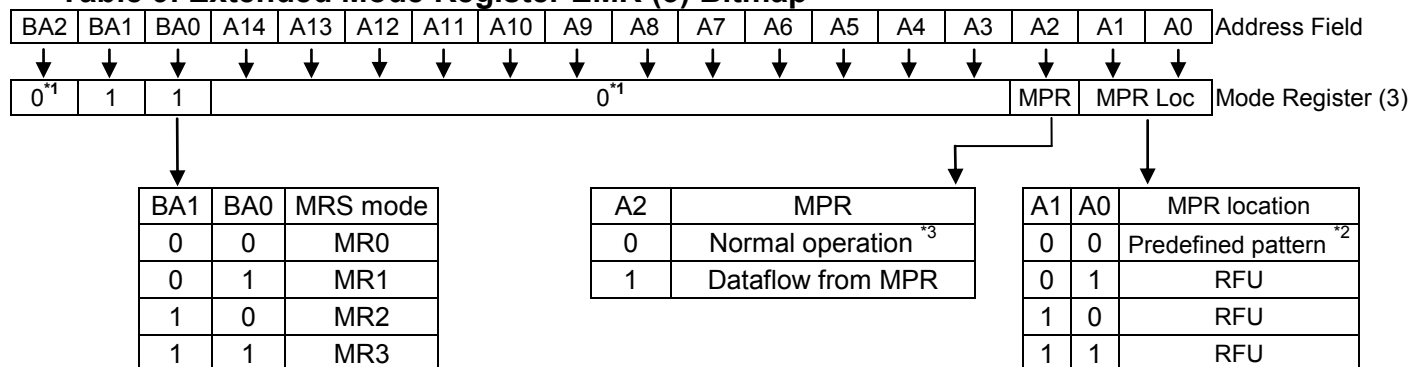 Table 8. Extended Mode Register EMR (3) Bitmap
BA2 BA1 BA0 A14 A13 A12 A11 A10 A9 A8 A7 A6 A5 A4 A3 A2 A1 A0 Address Field
0*1 1 1 0*1 MPR MPR Loc Mode Register (3)
BA1 BA0 MRS mode
0 0 MR0
0 1 MR1
1 0 MR2
1 1 MR3
A2 MPR
0 Normal operation *3
1 Dataflow from MPR
A1 A0 MPR location
0 0 Predefined pattern *2
0 1 RFU
1 0 RFU
1 1 RFU